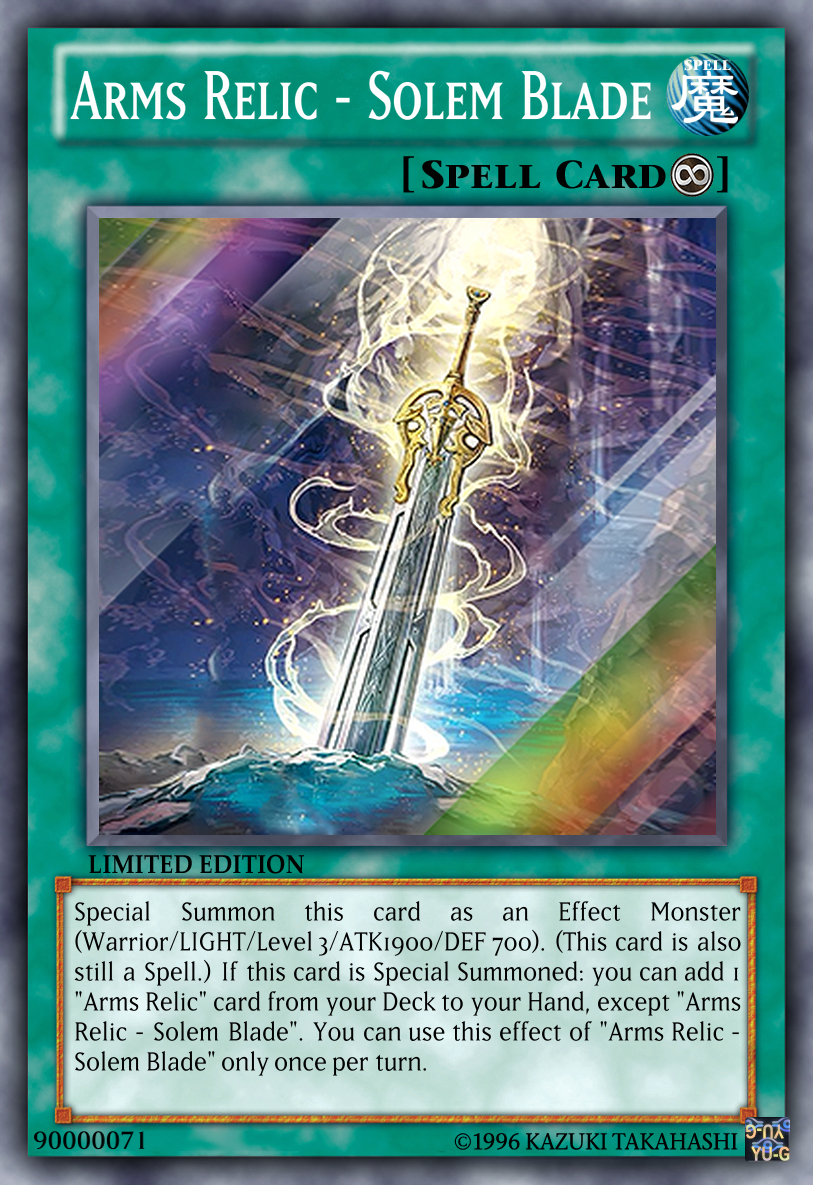 Arms Relic - Solem Blade
SPELL
魔
[Spell Card∞]
LIMITED EDITION
Special Summon this card as an Effect Monster
(Warrior/LIGHT/Level 3/ATK1900/DEF 700). (This card is also
still a Spell.) If this card is Special Summoned: you can add 1
"Arms Relic" card from your Deck to your Hand, except "Arms
Relic - Solem Blade". You can use this effect of "Arms Relic -
Solem Blade" only once per turn.
90000071
©1996 KAZUKI TAKAHASHI
YU-G
YU-G